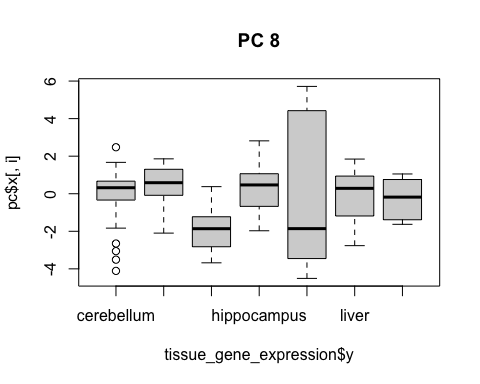 PC 8
pc$x[, i]
6
4
2
0
-2
-4
cerebellum hippocampus liver
tissue_gene_expression$y